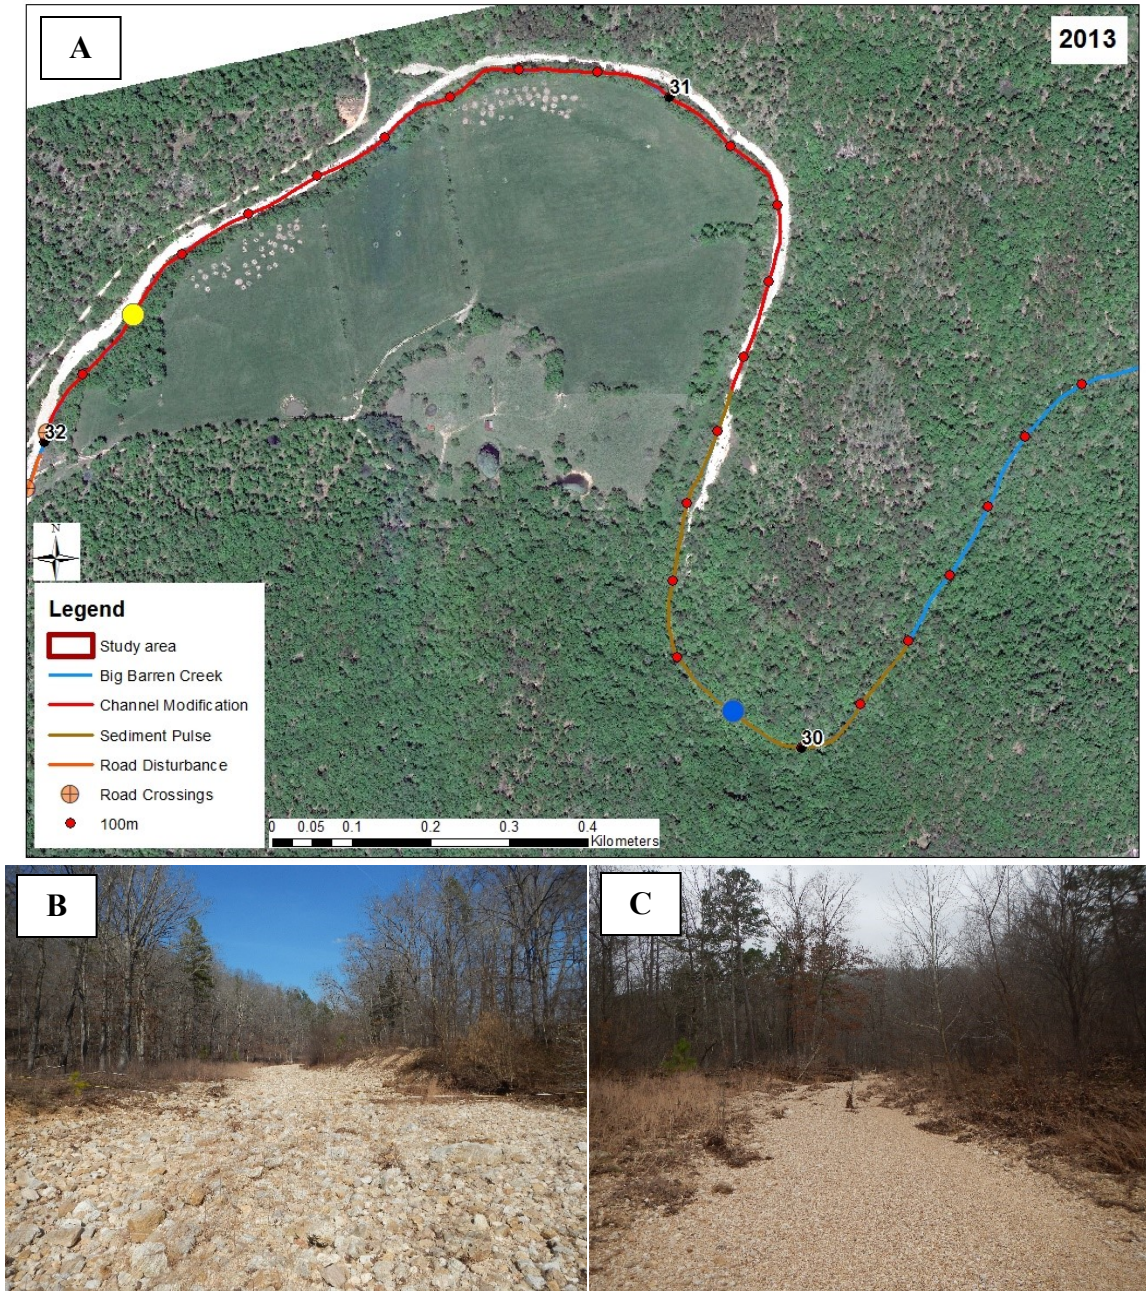 A
2013
31
32
30
N
Legend
Study area
Big Barren Creek
Channel Modification
Sediment Pulse
Road Disturbance
Road Crossings
100m
0 0.05 0.1 0.2 0.3 0.4
Kilometers
B
C